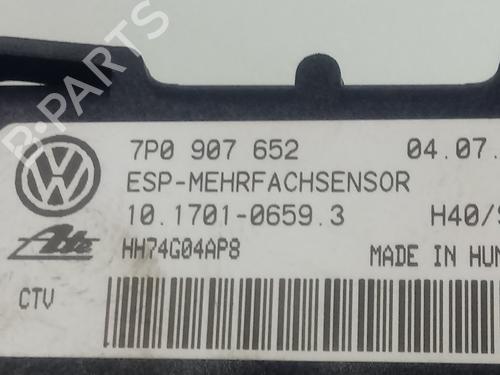 B-PARTS
7P0 907 652 04.07.
ESP-MEHRFACHSENSOR
10.1701-0659.3 H40/
Ate HH74G04AP8 MADE IN HUN
CTV